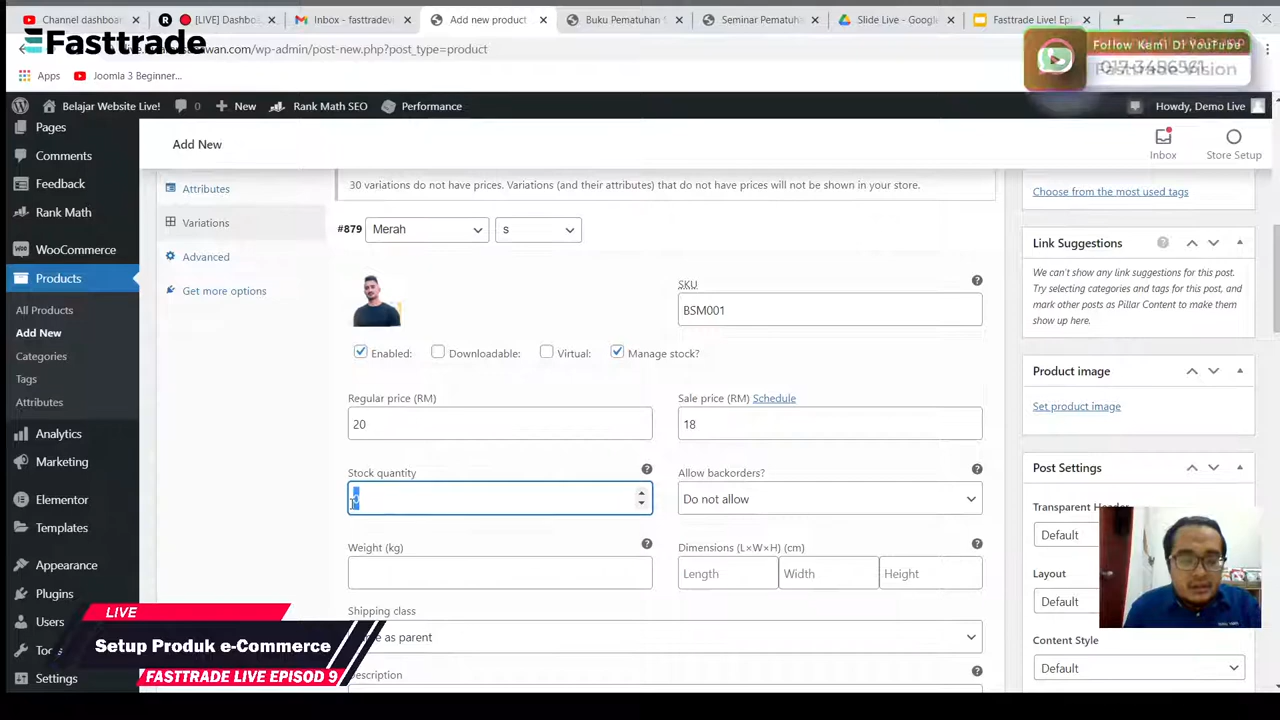 Channel dashboard
[LIVE] Dashbo
Inbox - fasttradev
Add new product
Buku Pematuhan
Seminar Pematuha
Slide Live - Google
Fasttrade Live! Epi
Fasttrade
wan.com/wp-admin/post-new.php?post_type=product
Follow Kami Di YouTube
Fasttrade Vision
Apps
Joomla 3 Beginner...
Belajar Website Live!
0
New
Rank Math SEO
Performance
Howdy, Demo Live
Pages
Comments
Feedback
Rank Math
WooCommerce
Products
All Products
Add New
Categories
Tags
Attributes
Analytics
Marketing
Elementor
Templates
Appearance
Plugins
Users
Settings
Add New
Inbox
Store Setup
Attributes
Variations
Advanced
Get more options
30 variations do not have prices. Variations (and their attributes) that do not have prices will not be shown in your store.
#879
Merah
s
SKU
BSM001
Enabled:
Downloadable:
Virtual:
Manage stock?
Regular price (RM)
20
Sale price (RM) Schedule
18
Stock quantity
Allow backorders?
Do not allow
Weight (kg)
Dimensions (L×W×H) (cm)
Length
Width
Height
Shipping class
as parent
Description
Choose from the most used tags
Link Suggestions
We can't show any link suggestions for this post.
Try selecting categories and tags for this post, and
mark other posts as Pillar Content to make them
show up here.
Product image
Set product image
Post Settings
Transparent Header
Default
Layout
Default
Content Style
Default
LIVE
Setup Produk e-Commerce
FASTTRADE LIVE EPISOD 9